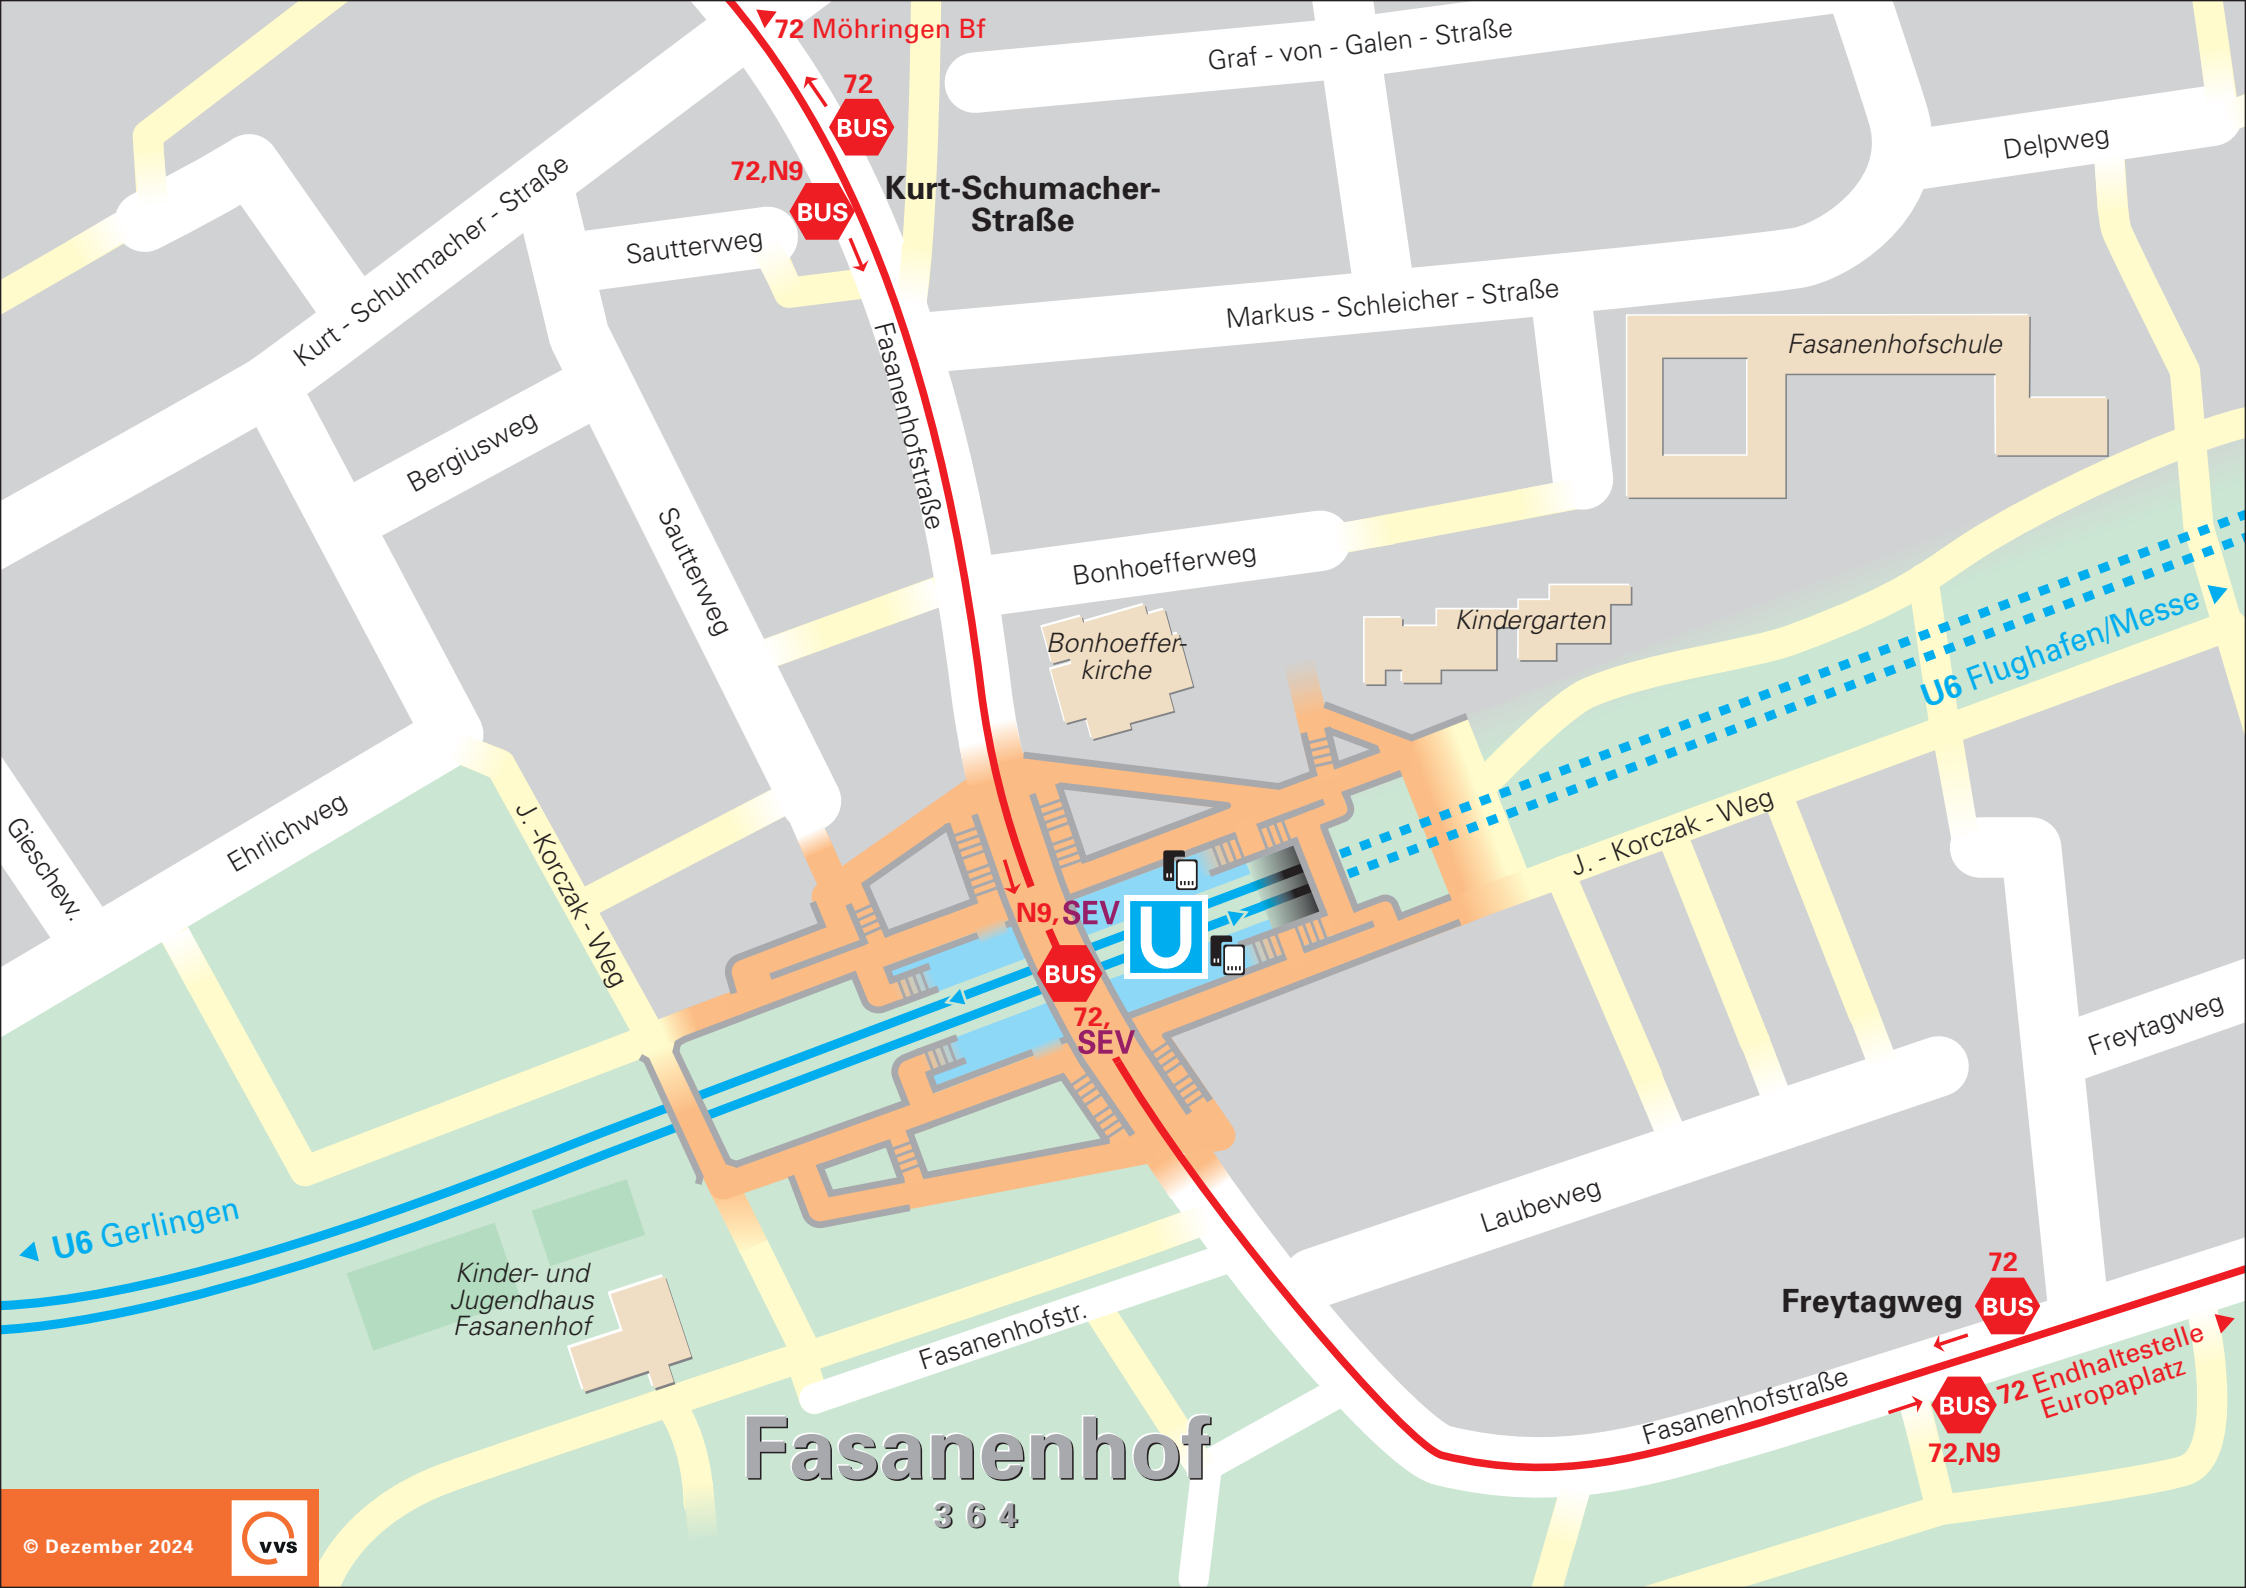 72 Möhringen Bf
72
BUS
72,N9
BUS
Kurt-Schumacher-
Straße
Graf - von - Galen - Straße
Delpweg
Kurt - Schuhmacher - Straße
Sautterweg
Markus - Schleicher - Straße
Fasanenhofstraße
Fasanenhofschule
Bergiusweg
Sautterweg
Bonhoefferweg
Bonhoeffer-
kirche
Kindergarten
U6 Flughafen/Messe
Gieschew.
Ehrlichweg
J. -Korczak - Weg
J. - Korczak - Weg
N9, SEV
U
BUS
72,
SEV
Freytagweg
Laubeweg
U6 Gerlingen
Kinder- und
Jugendhaus
Fasanenhof
Fasanenhofstr.
72
Freytagweg
BUS
Fasanenhofstraße
BUS
72 Endhaltestelle
Europaplatz
72,N9
Fasanenhof
364
© Dezember 2024
vvs